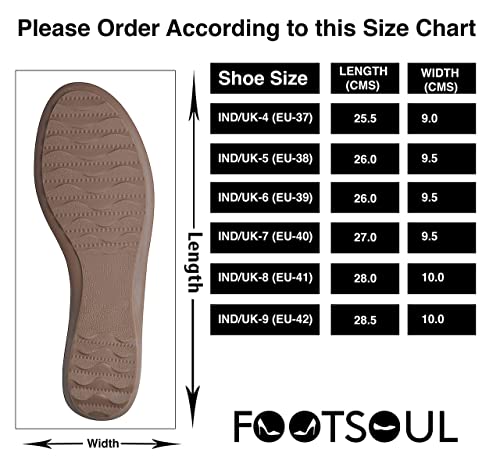 Please Order According to this Size Chart
Shoe Size LENGTH (CMS) WIDTH (CMS)
IND/UK-4 (EU-37) 25.5 9.0
IND/UK-5 (EU-38) 26.0 9.5
IND/UK-6 (EU-39) 26.0 9.5
IND/UK-7 (EU-40) 27.0 9.5
IND/UK-8 (EU-41) 28.0 10.0
IND/UK-9 (EU-42) 28.5 10.0
Length
Width
FOOTSOUL